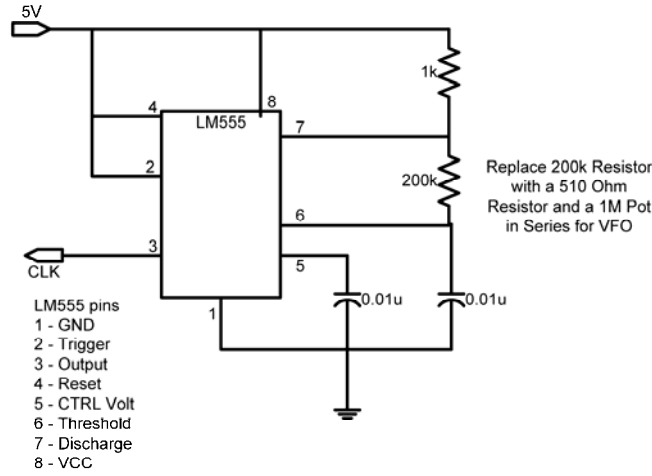 5V
1k
4
8
LM555
7
2
200k
Replace 200k Resistor
with a 510 Ohm
Resistor and a 1M Pot
in Series for VFO
6
3
5
CLK
0.01u
0.01u
1
LM555 pins
1 - GND
2 - Trigger
3 - Output
4 - Reset
5 - CTRL Volt
6 - Threshold
7 - Discharge
8 - VCC